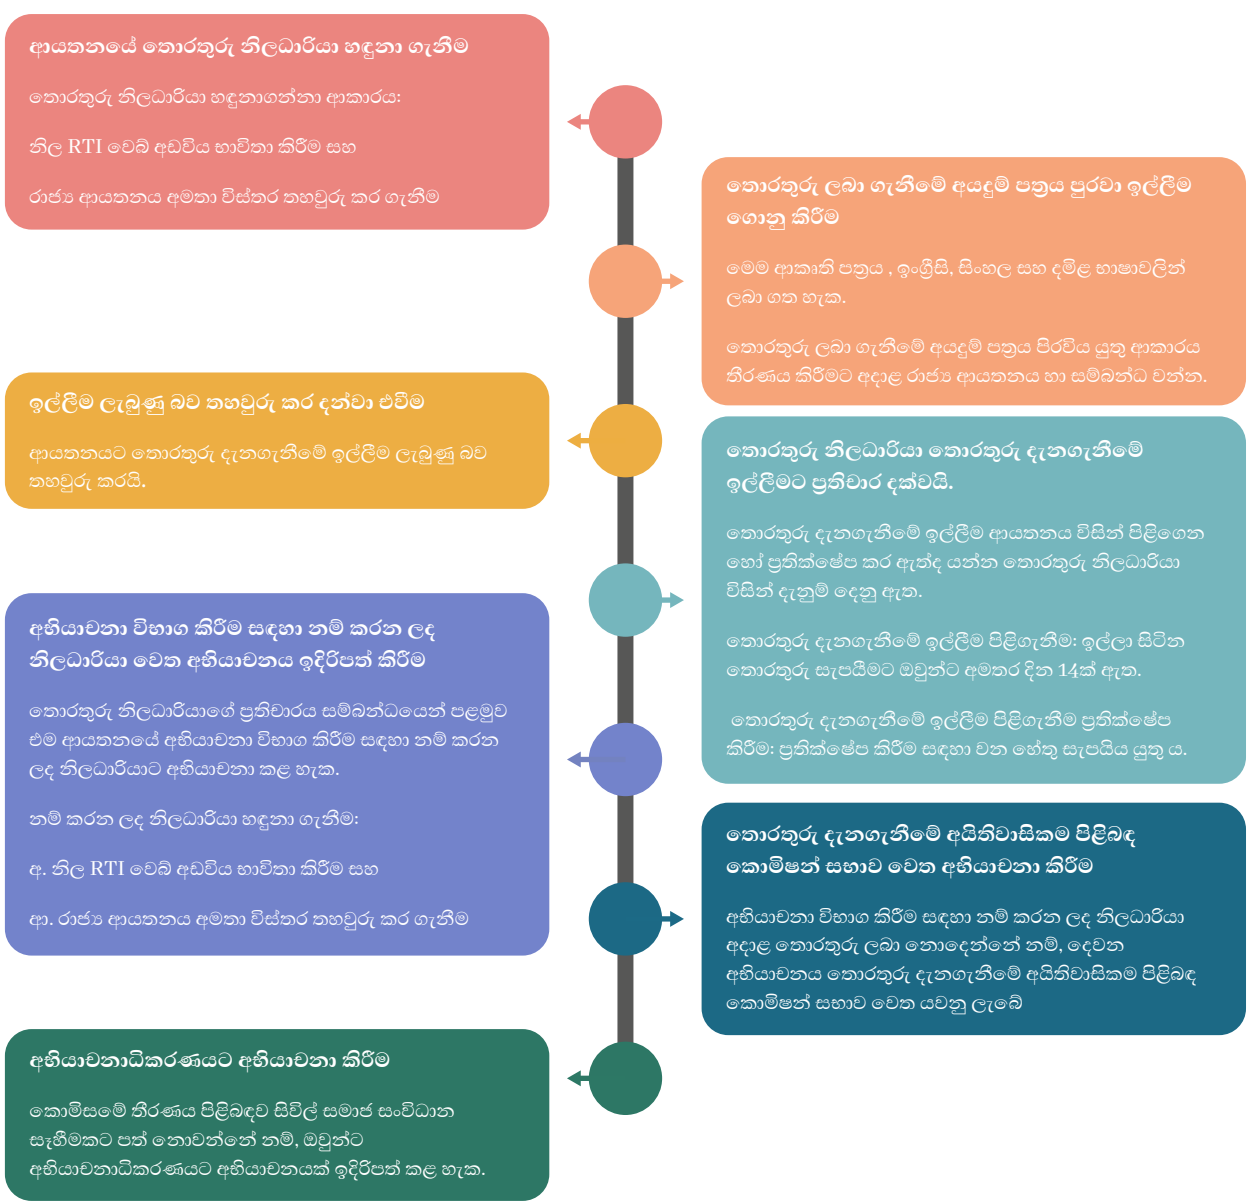 ආයතනයේ තොරතුරු නිලධාරියා හඳුනා ගැනීම
තොරතුරු නිලධාරියා හඳුනාගන්නා ආකාරය:
නිල RTI වෙබ් අඩවිය භාවිතා කිරීම සහ
රාජ්‍ය ආයතනය අමතා විස්තර තහවුරු කර ගැනීම
තොරතුරු ලබා ගැනීමේ අයදුම් පත්‍රය පුරවා ඉල්ලීම
ගොනු කිරීම
මෙම ආකෘති පත්‍රය , ඉංග්‍රීසි, සිංහල සහ දමිළ භාෂාවලින්
ලබා ගත හැක.
තොරතුරු ලබා ගැනීමේ අයදුම් පත්‍රය පිරවිය යුතු ආකාරය
තීරණය කිරීමට අදාළ රාජ්‍ය ආයතනය හා සම්බන්ධ වන්න.
ඉල්ලීම ලැබුණු බව තහවුරු කර දන්වා එවීම
ආයතනයට තොරතුරු දැනගැනීමේ ඉල්ලීම ලැබුණු බව
තහවුරු කරයි.
තොරතුරු නිලධාරියා තොරතුරු දැනගැනීමේ
ඉල්ලීමට ප්‍රතිචාර දක්වයි.
තොරතුරු දැනගැනීමේ ඉල්ලීම ආයතනය විසින් පිළිගෙන
හෝ ප්‍රතික්ෂේප කර ඇත්ද යන්න තොරතුරු නිලධාරියා
විසින් දැනුම් දෙනු ඇත.
තොරතුරු දැනගැනීමේ ඉල්ලීම පිළිගැනීම: ඉල්ලා සිටින
තොරතුරු සැපයීමට ඔවුන්ට අමතර දින 14ක් ඇත.
තොරතුරු දැනගැනීමේ ඉල්ලීම පිළිගැනීම ප්‍රතික්ෂේප
කිරීම: ප්‍රතික්ෂේප කිරීම සඳහා වන හේතු සැපයිය යුතු ය.
අභියාචනා විභාග කිරීම සඳහා නම් කරන ලද
නිලධාරියා වෙත අභියාචනය ඉදිරිපත් කිරීම
තොරතුරු නිලධාරියාගේ ප්‍රතිචාරය සම්බන්ධයෙන් පළමුව
එම ආයතනයේ අභියාචනා විභාග කිරීම සඳහා නම් කරන
ලද නිලධාරියාට අභියාචනා කළ හැක.
නම් කරන ලද නිලධාරියා හඳුනා ගැනීම:
අ. නිල RTI වෙබ් අඩවිය භාවිතා කිරීම සහ
ආ. රාජ්‍ය ආයතනය අමතා විස්තර තහවුරු කර ගැනීම
තොරතුරු දැනගැනීමේ අයිතිවාසිකම පිළිබඳ
කොමිෂන් සභාව වෙත අභියාචනා කිරීම
අභියාචනා විභාග කිරීම සඳහා නම් කරන ලද නිලධාරියා
අදාළ තොරතුරු ලබා නොදෙන්නේ නම්, දෙවන
අභියාචනය තොරතුරු දැනගැනීමේ අයිතිවාසිකම පිළිබඳ
කොමිෂන් සභාව වෙත යවනු ලැබේ
අභියාචනාධිකරණයට අභියාචනා කිරීම
කොමිසමේ තීරණය පිළිබඳව සිවිල් සමාජ සංවිධාන
සෑහීමකට පත් නොවන්නේ නම්, ඔවුන්ට
අභියාචනාධිකරණයට අභියාචනයක් ඉදිරිපත් කළ හැක.